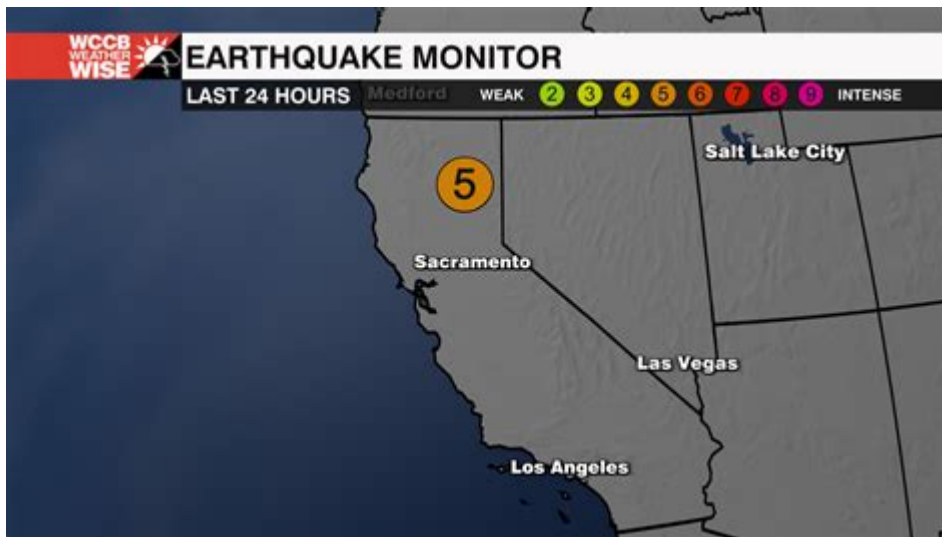 WCCB
WEATHER
WISE
EARTHQUAKE MONITOR
LAST 24 HOURS Medford WEAK 2 3 4 5 6 7 8 9 INTENSE
Salt Lake City
5
Sacramento
Las Vegas
Los Angeles